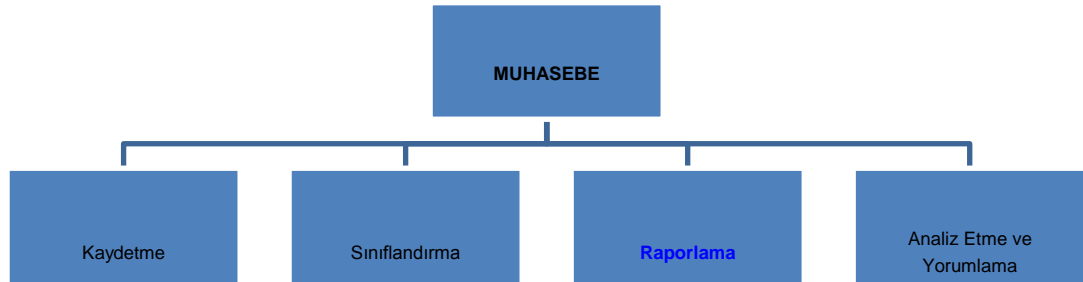 MUHASEBE
Kaydetme
Sınıflandırma
Raporlama
Analiz Etme ve
Yorumlama